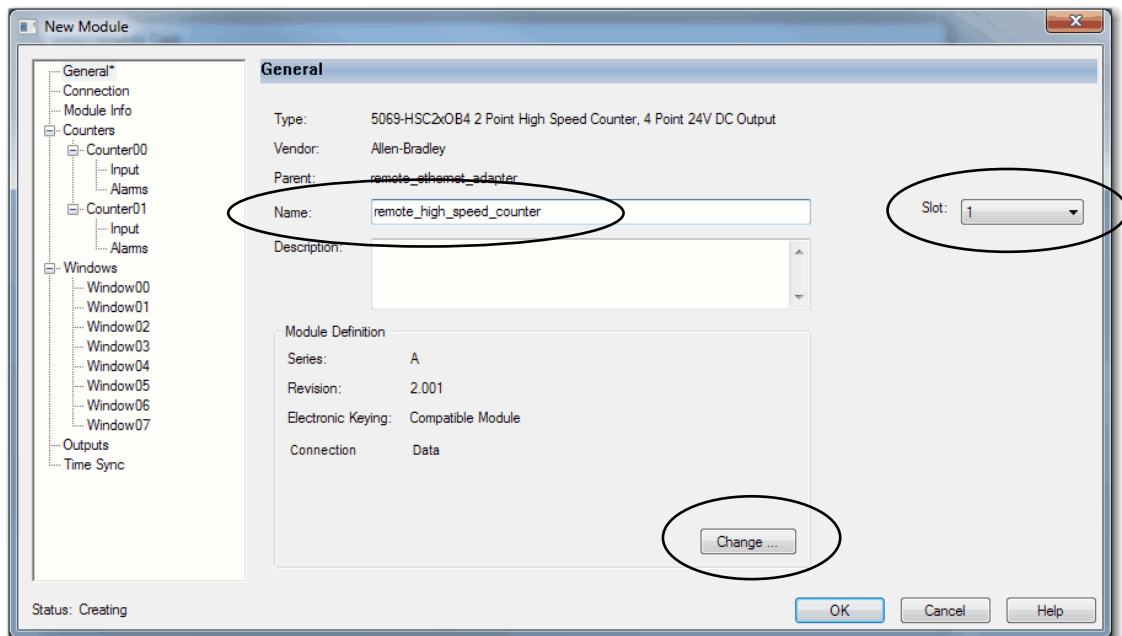 New Module
General*
Connection
Module Info
Counters
Counter00
Input
Alarms
Counter01
Input
Alarms
Windows
Window00
Window01
Window02
Window03
Window04
Window05
Window06
Window07
Outputs
Time Sync
General
Type: 5069-HSC2xOB4 2 Point High Speed Counter, 4 Point 24V DC Output
Vendor: Allen-Bradley
Parent: remote_ethernet_adapter
Name: remote_high_speed_counter
Slot: 1
Description:
Module Definition
Series: A
Revision: 2.001
Electronic Keying: Compatible Module
Connection Data
Change ...
Status: Creating
OK Cancel Help